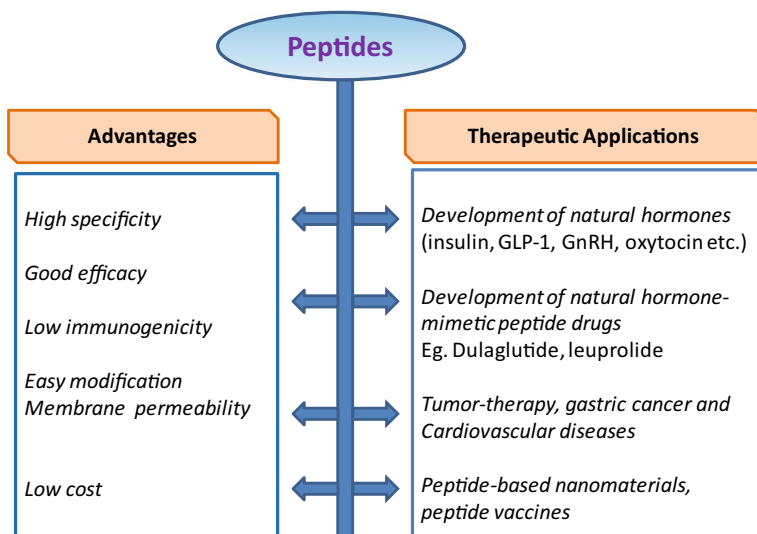 Peptides
Advantages
High specificity
Good efficacy
Low immunogenicity
Easy modification
Membrane permeability
Low cost
Therapeutic Applications
Development of natural hormones
(insulin, GLP-1, GnRH, oxytocin etc.)
Development of natural hormone-
mimetic peptide drugs
Eg. Dulaglutide, leuprolide
Tumor-therapy, gastric cancer and
Cardiovascular diseases
Peptide-based nanomaterials,
peptide vaccines